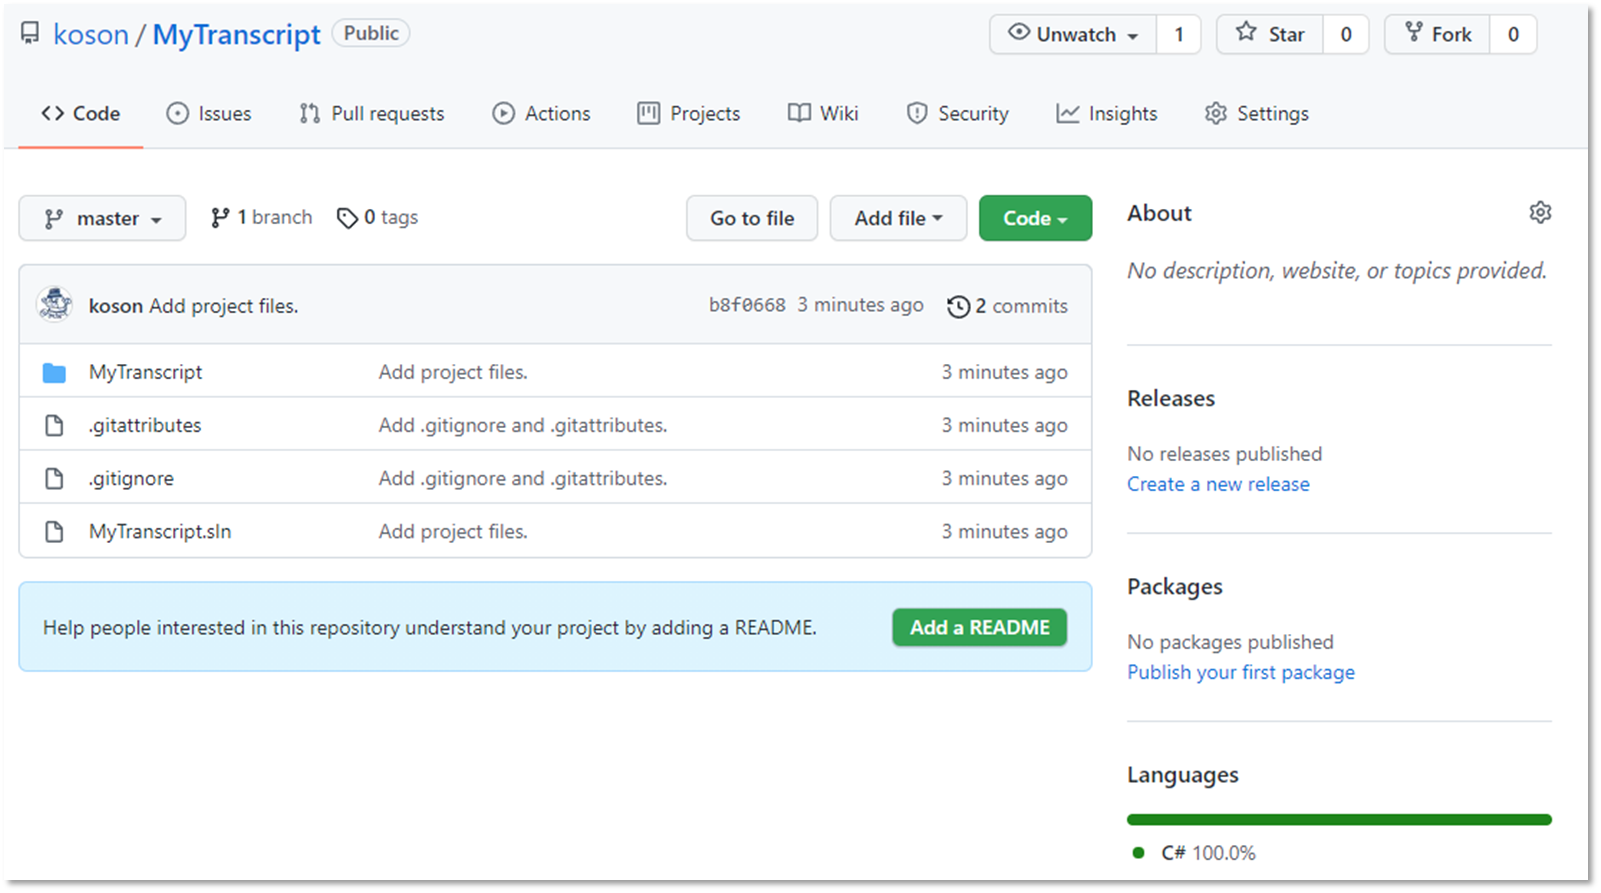 koson / MyTranscript Public Unwatch 1 Star 0 Fork 0
Code Issues Pull requests Actions Projects Wiki Security Insights Settings
master 1 branch 0 tags Go to file Add file Code
koson Add project files. b8f0668 3 minutes ago 2 commits
MyTranscript Add project files. 3 minutes ago
.gitattributes Add .gitignore and .gitattributes. 3 minutes ago
.gitignore Add .gitignore and .gitattributes. 3 minutes ago
MyTranscript.sln Add project files. 3 minutes ago
Help people interested in this repository understand your project by adding a README. Add a README
About
No description, website, or topics provided.
Releases
No releases published
Create a new release
Packages
No packages published
Publish your first package
Languages
C# 100.0%